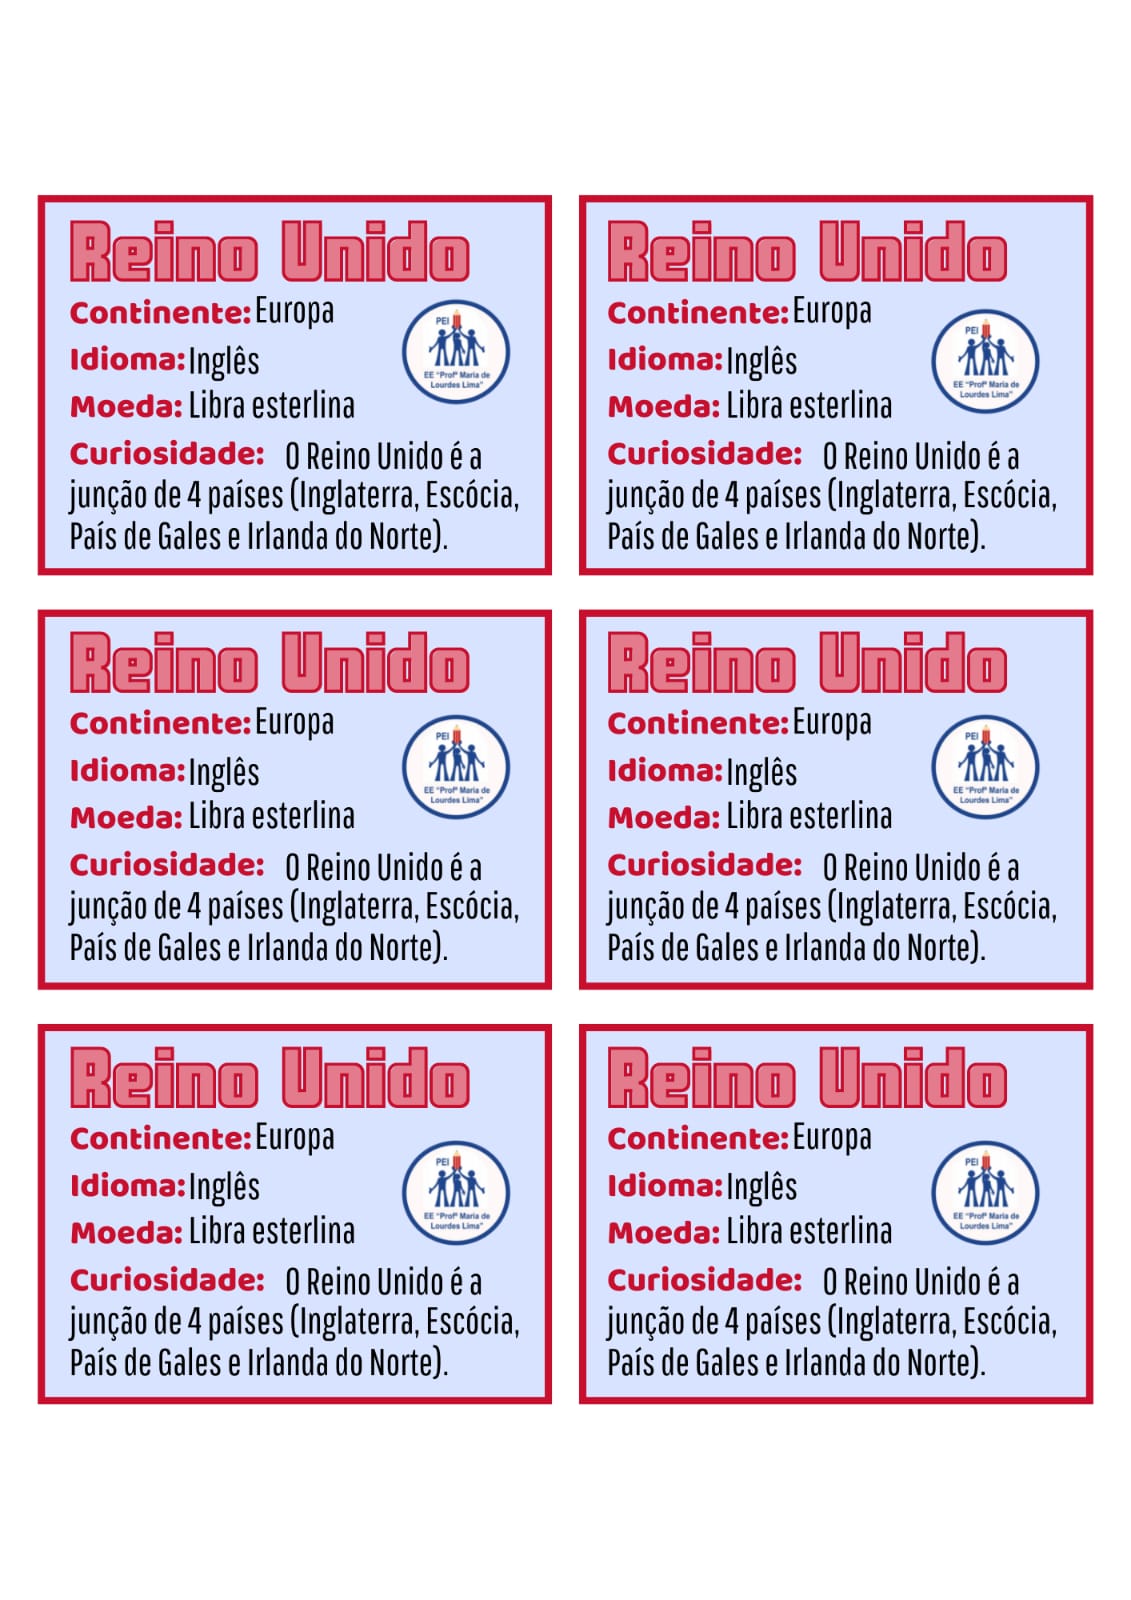 Reino Unido
Continente: Europa
Idioma: Inglês
Moeda: Libra esterlina
Curiosidade: O Reino Unido é a
junção de 4 países (Inglaterra, Escócia,
País de Gales e Irlanda do Norte).
PEI
EE "Profª Maria de
Lourdes Lima"
Reino Unido
Continente: Europa
Idioma: Inglês
Moeda: Libra esterlina
Curiosidade: O Reino Unido é a
junção de 4 países (Inglaterra, Escócia,
País de Gales e Irlanda do Norte).
PEI
EE "Profª Maria de
Lourdes Lima"
Reino Unido
Continente: Europa
Idioma: Inglês
Moeda: Libra esterlina
Curiosidade: O Reino Unido é a
junção de 4 países (Inglaterra, Escócia,
País de Gales e Irlanda do Norte).
PEI
EE "Profª Maria de
Lourdes Lima"
Reino Unido
Continente: Europa
Idioma: Inglês
Moeda: Libra esterlina
Curiosidade: O Reino Unido é a
junção de 4 países (Inglaterra, Escócia,
País de Gales e Irlanda do Norte).
PEI
EE "Profª Maria de
Lourdes Lima"
Reino Unido
Continente: Europa
Idioma: Inglês
Moeda: Libra esterlina
Curiosidade: O Reino Unido é a
junção de 4 países (Inglaterra, Escócia,
País de Gales e Irlanda do Norte).
PEI
EE "Profª Maria de
Lourdes Lima"
Reino Unido
Continente: Europa
Idioma: Inglês
Moeda: Libra esterlina
Curiosidade: O Reino Unido é a
junção de 4 países (Inglaterra, Escócia,
País de Gales e Irlanda do Norte).
PEI
EE "Profª Maria de
Lourdes Lima"